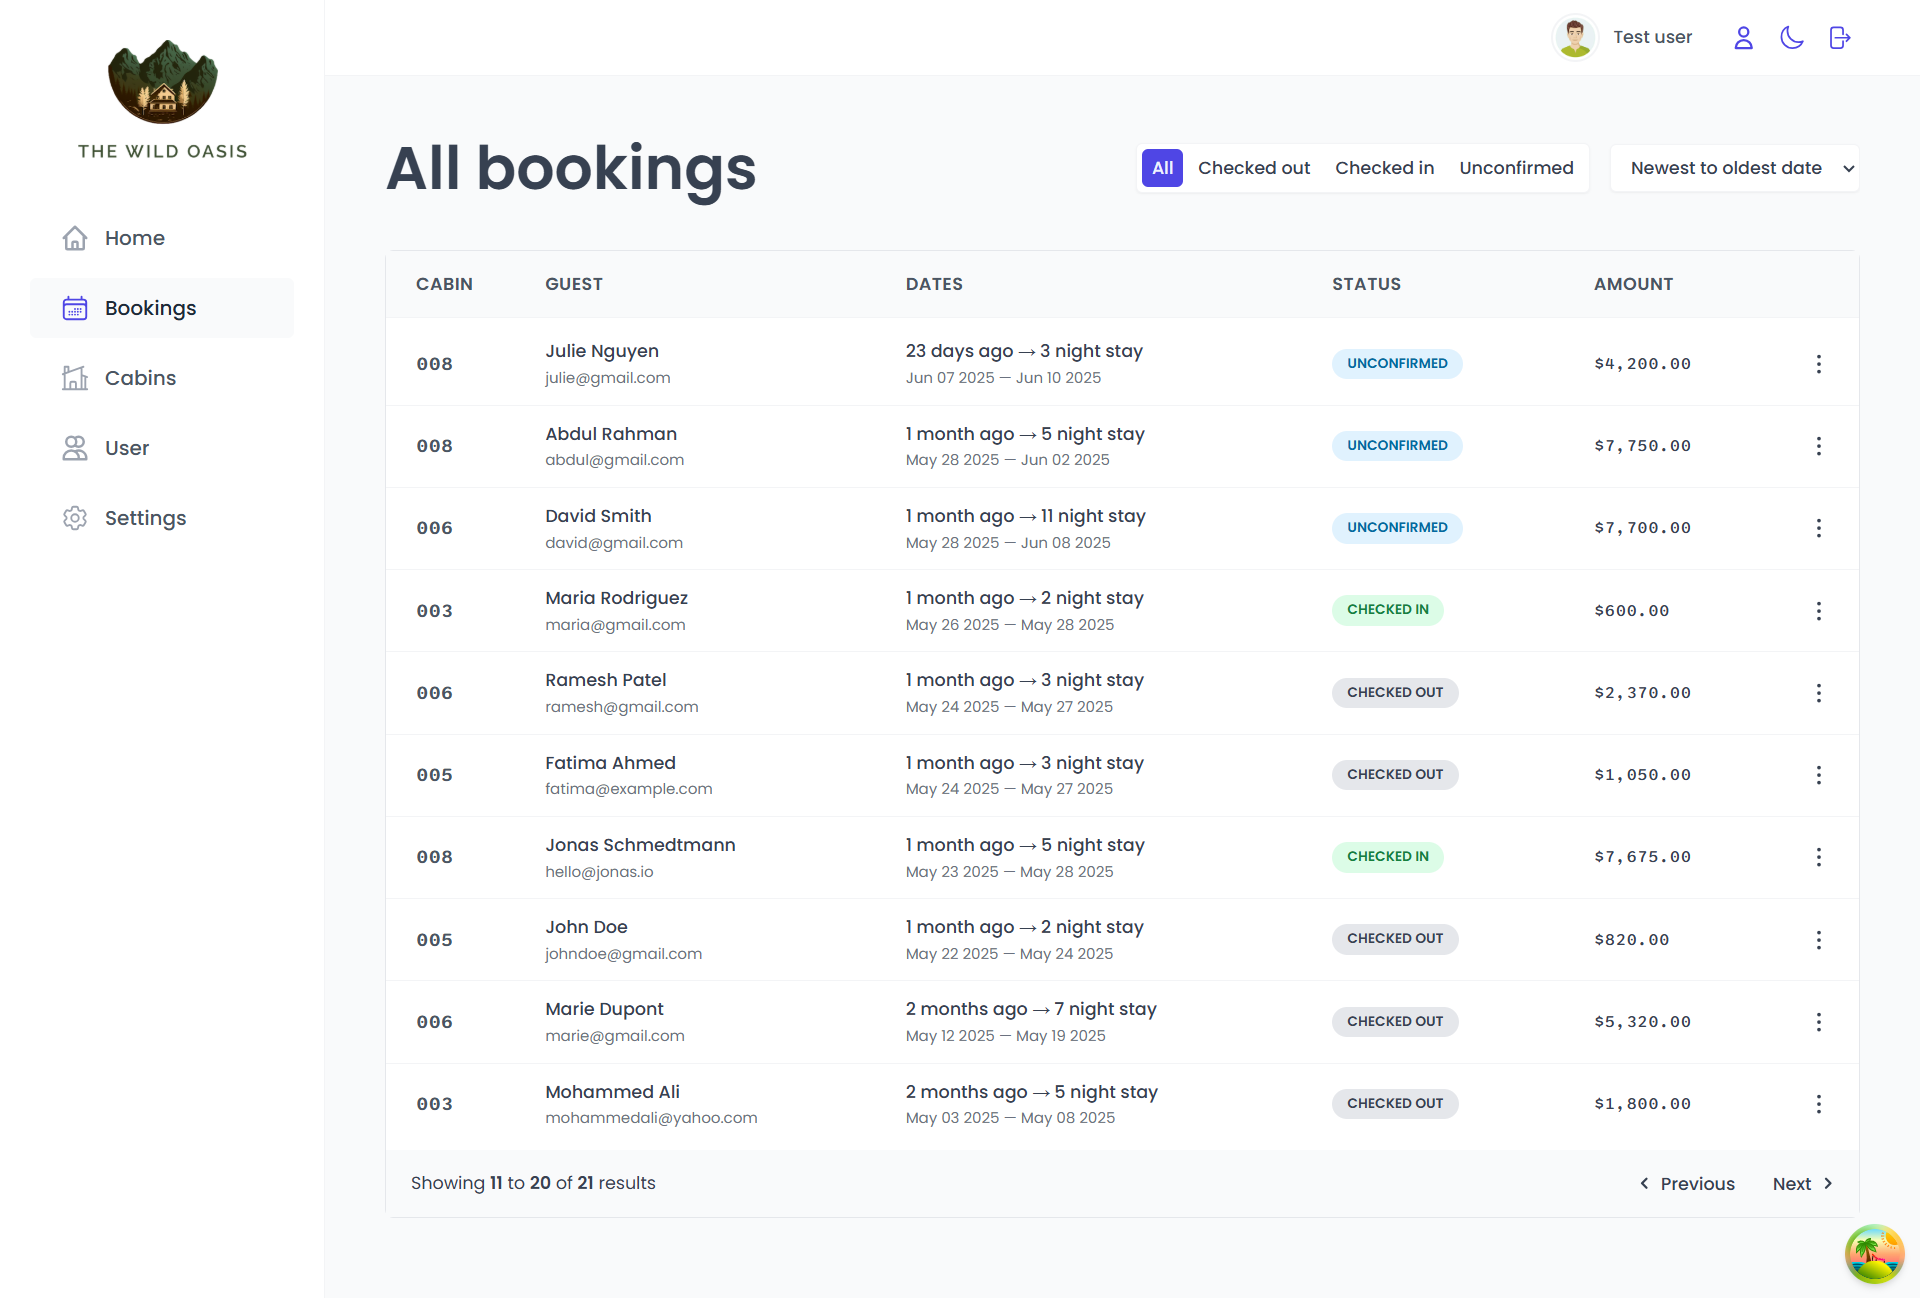 THE WILD OASIS
Home
Bookings
Cabins
User
Settings
Test user
All bookings
All Checked out Checked in Unconfirmed Newest to oldest date
CABIN GUEST DATES STATUS AMOUNT
008 Julie Nguyen 23 days ago → 3 night stay UNCONFIRMED $4,200.00
julie@gmail.com Jun 07 2025 — Jun 10 2025
008 Abdul Rahman 1 month ago → 5 night stay UNCONFIRMED $7,750.00
abdul@gmail.com May 28 2025 — Jun 02 2025
006 David Smith 1 month ago → 11 night stay UNCONFIRMED $7,700.00
david@gmail.com May 28 2025 — Jun 08 2025
003 Maria Rodriguez 1 month ago → 2 night stay CHECKED IN $600.00
maria@gmail.com May 26 2025 — May 28 2025
006 Ramesh Patel 1 month ago → 3 night stay CHECKED OUT $2,370.00
ramesh@gmail.com May 24 2025 — May 27 2025
005 Fatima Ahmed 1 month ago → 3 night stay CHECKED OUT $1,050.00
fatima@example.com May 24 2025 — May 27 2025
008 Jonas Schmedtmann 1 month ago → 5 night stay CHECKED IN $7,675.00
hello@jonas.io May 23 2025 — May 28 2025
005 John Doe 1 month ago → 2 night stay CHECKED OUT $820.00
johndoe@gmail.com May 22 2025 — May 24 2025
006 Marie Dupont 2 months ago → 7 night stay CHECKED OUT $5,320.00
marie@gmail.com May 12 2025 — May 19 2025
003 Mohammed Ali 2 months ago → 5 night stay CHECKED OUT $1,800.00
mohammedali@yahoo.com May 03 2025 — May 08 2025
Showing 11 to 20 of 21 results Previous Next